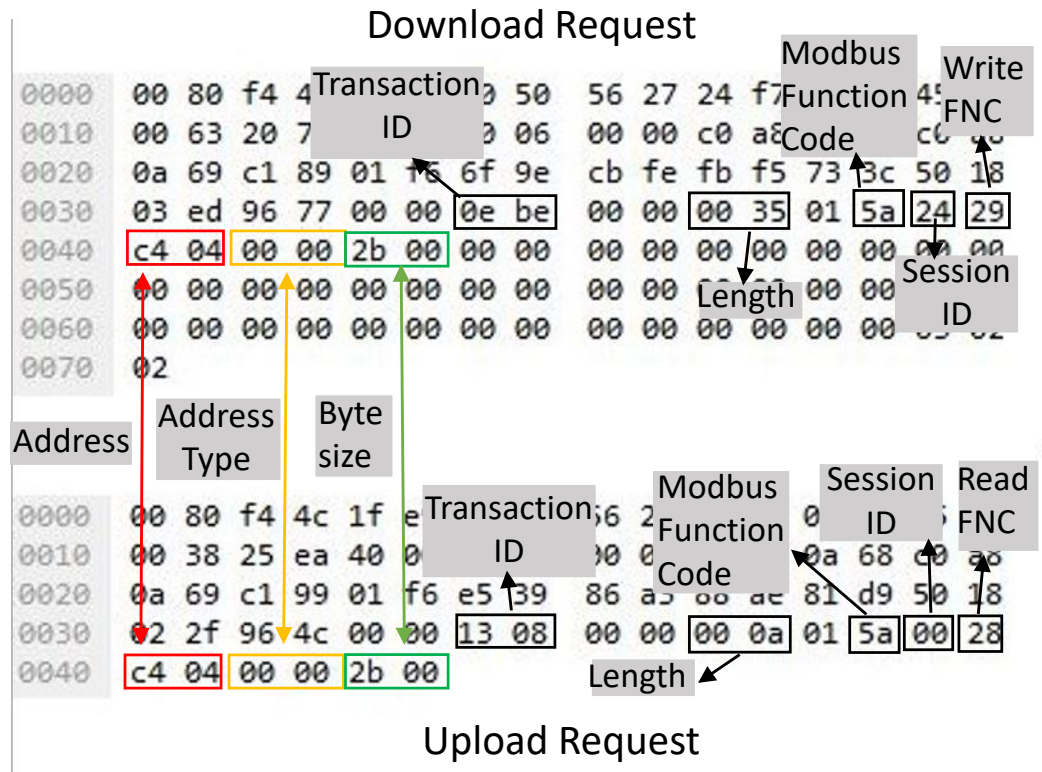 Download Request
Transaction ID
Modbus Function Code
Write FNC
0000 00 80 f4 4 50 56 27 24 f7
0010 00 63 20 06 00 00 c0
0020 0a 69 c1 89 01 f6 6f 9e cb fe fb f5 73 3c 50 18
0030 03 ed 96 77 00 00 0e be 00 00 00 35 01 5a 24 29
0040 c4 04 00 00 2b 00 00 00 00 00 00 00 00 00 00 00
0050 00 00 00 00 00 00 00 00 00 00 00 00
0060 00 00 00 00 00 00 00 00 00 00 00 00 00 00
0070 02
Length
Session ID
Address
Address Type
Byte size
Transaction ID
Modbus Function Code
Session ID
Read FNC
0000 00 80 f4 4c 1f
0010 00 38 25 ea 40 0a 68 c0 a8
0020 0a 69 c1 99 01 f6 e5 39 86 a5 88 ae 81 d9 50 18
0030 02 2f 96 4c 00 00 13 08 00 00 00 0a 01 5a 00 28
0040 c4 04 00 00 2b 00
Length
Upload Request